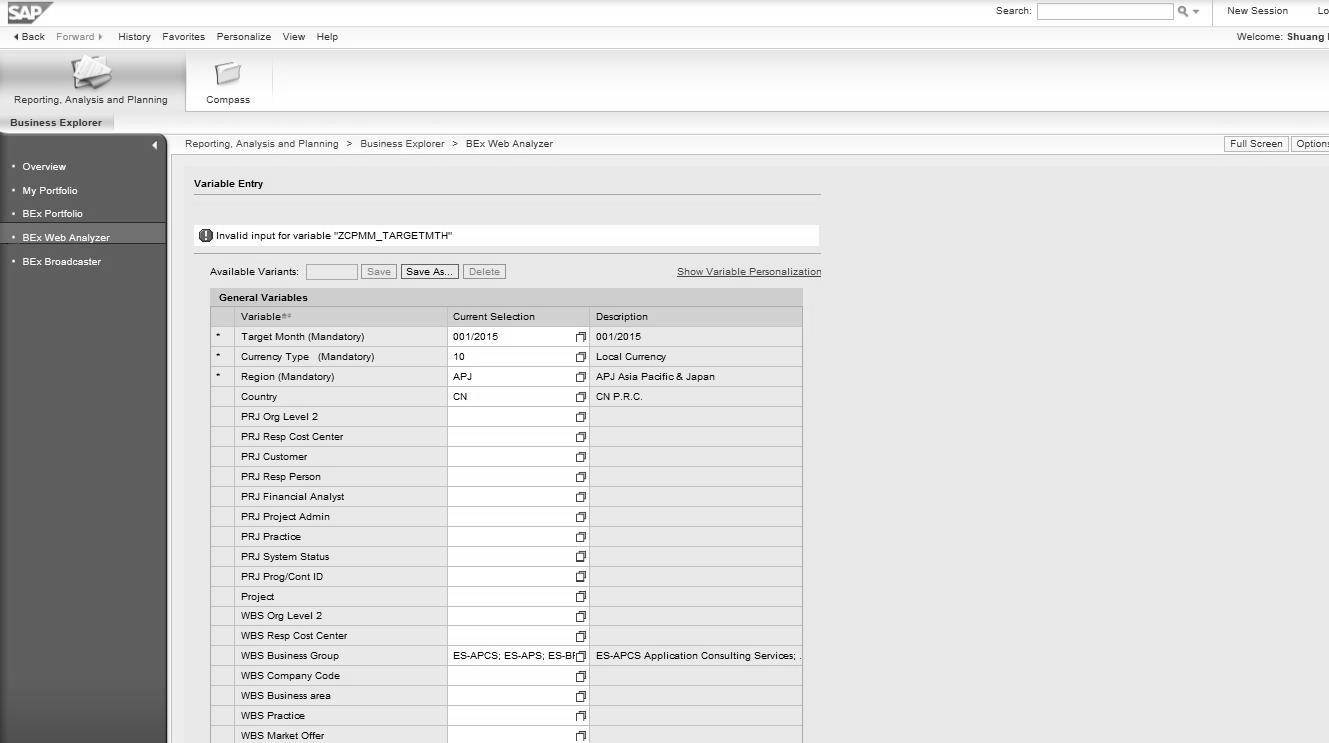 SAP
Search:
New Session
Back Forward History Favorites Personalize View Help
Welcome: Shuang
Reporting, Analysis and Planning
Compass
Business Explorer
Reporting, Analysis and Planning > Business Explorer > BEx Web Analyzer
Full Screen
Options
• Overview
• My Portfolio
• BEx Portfolio
• BEx Web Analyzer
• BEx Broadcaster
Variable Entry
Invalid input for variable "ZCPMM_TARGETMTH"
Available Variants: Save Save As... Delete Show Variable Personalization
General Variables
Variable Current Selection Description
* Target Month (Mandatory) 001/2015 001/2015
* Currency Type (Mandatory) 10 Local Currency
* Region (Mandatory) APJ APJ Asia Pacific & Japan
Country CN CN P.R.C.
PRJ Org Level 2
PRJ Resp Cost Center
PRJ Customer
PRJ Resp Person
PRJ Financial Analyst
PRJ Project Admin
PRJ Practice
PRJ System Status
PRJ Prog/Cont ID
Project
WBS Org Level 2
WBS Resp Cost Center
WBS Business Group ES-APCS; ES-APS; ES-BF ES-APCS Application Consulting Services; .
WBS Company Code
WBS Business area
WBS Practice
WBS Market Offer